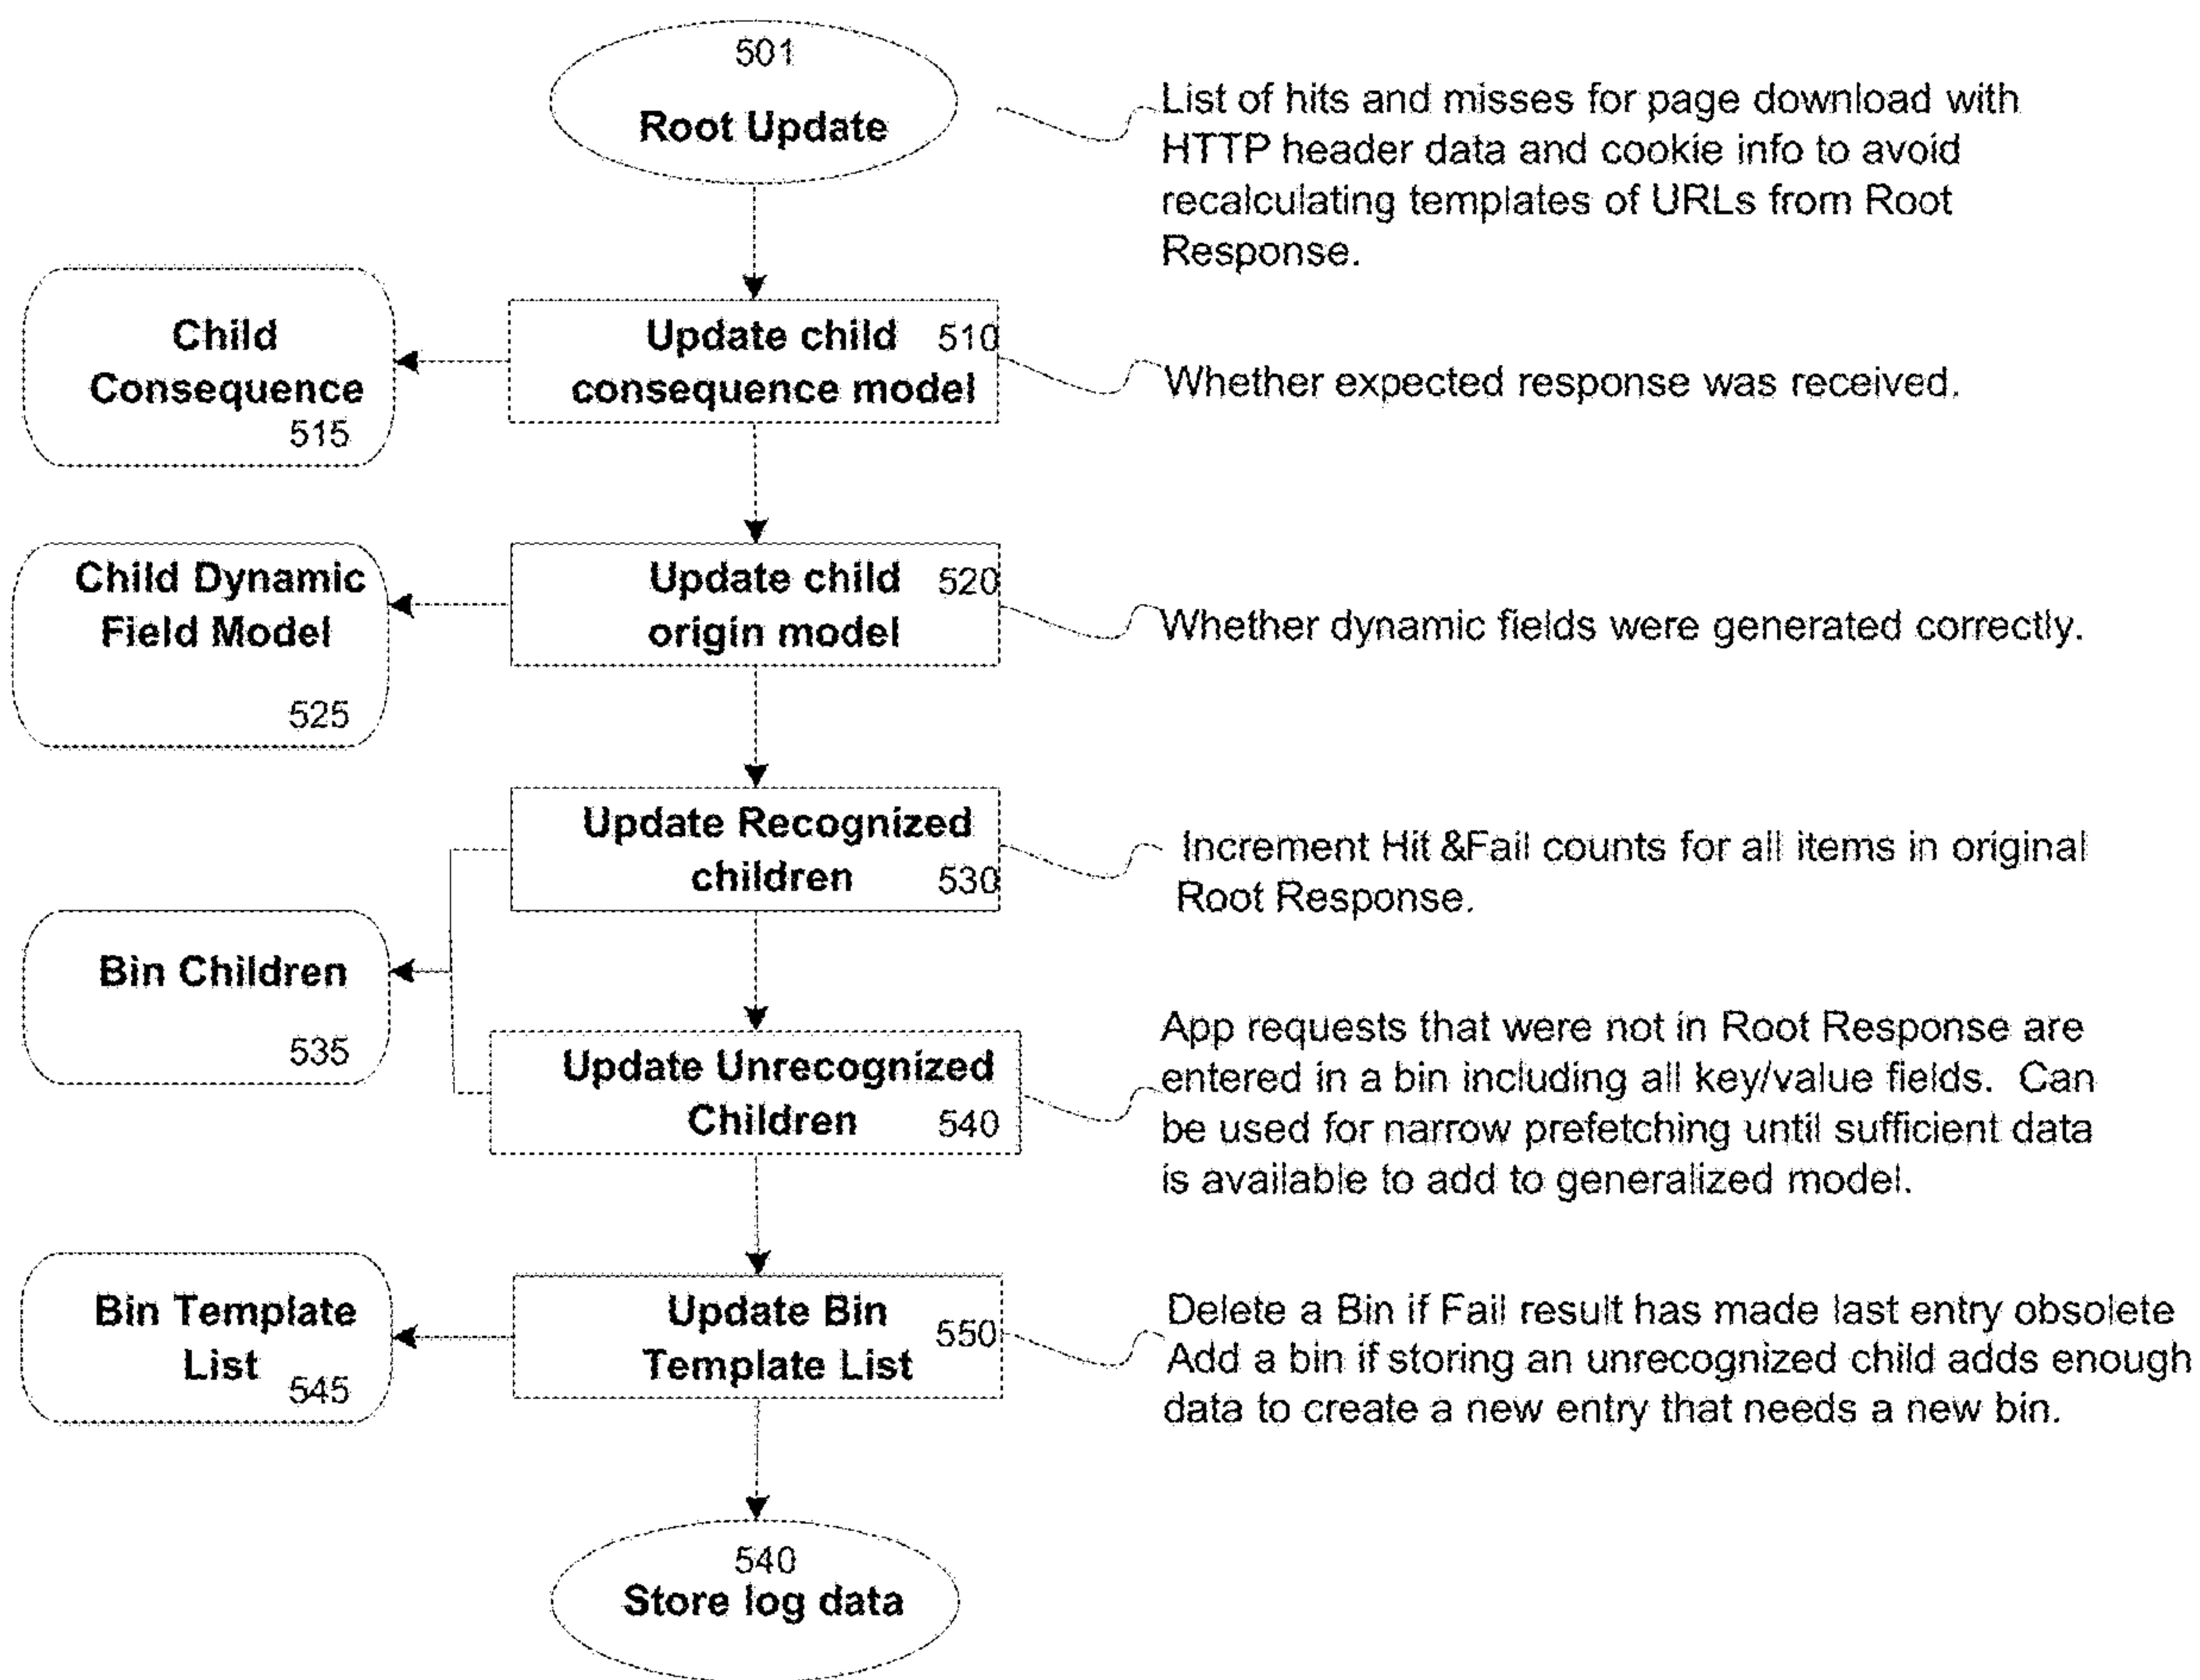 501
Root Update
List of hits and misses for page download with
HTTP header data and cookie info to avoid
recalculating templates of URLs from Root
Response.
Child
Consequence
515
Update child 510
consequence model
Whether expected response was received.
Child Dynamic
Field Model
525
Update child 520
origin model
Whether dynamic fields were generated correctly.
Update Recognized
children 530
Increment Hit &Fail counts for all items in original
Root Response.
Bin Children
535
Update Unrecognized
Children 540
App requests that were not in Root Response are
entered in a bin including all key/value fields. Can
be used for narrow prefetching until sufficient data
is available to add to generalized model.
Bin Template
List 545
Update Bin 550
Template List
Delete a Bin if Fail result has made last entry obsolete
Add a bin if storing an unrecognized child adds enough
data to create a new entry that needs a new bin.
540
Store log data